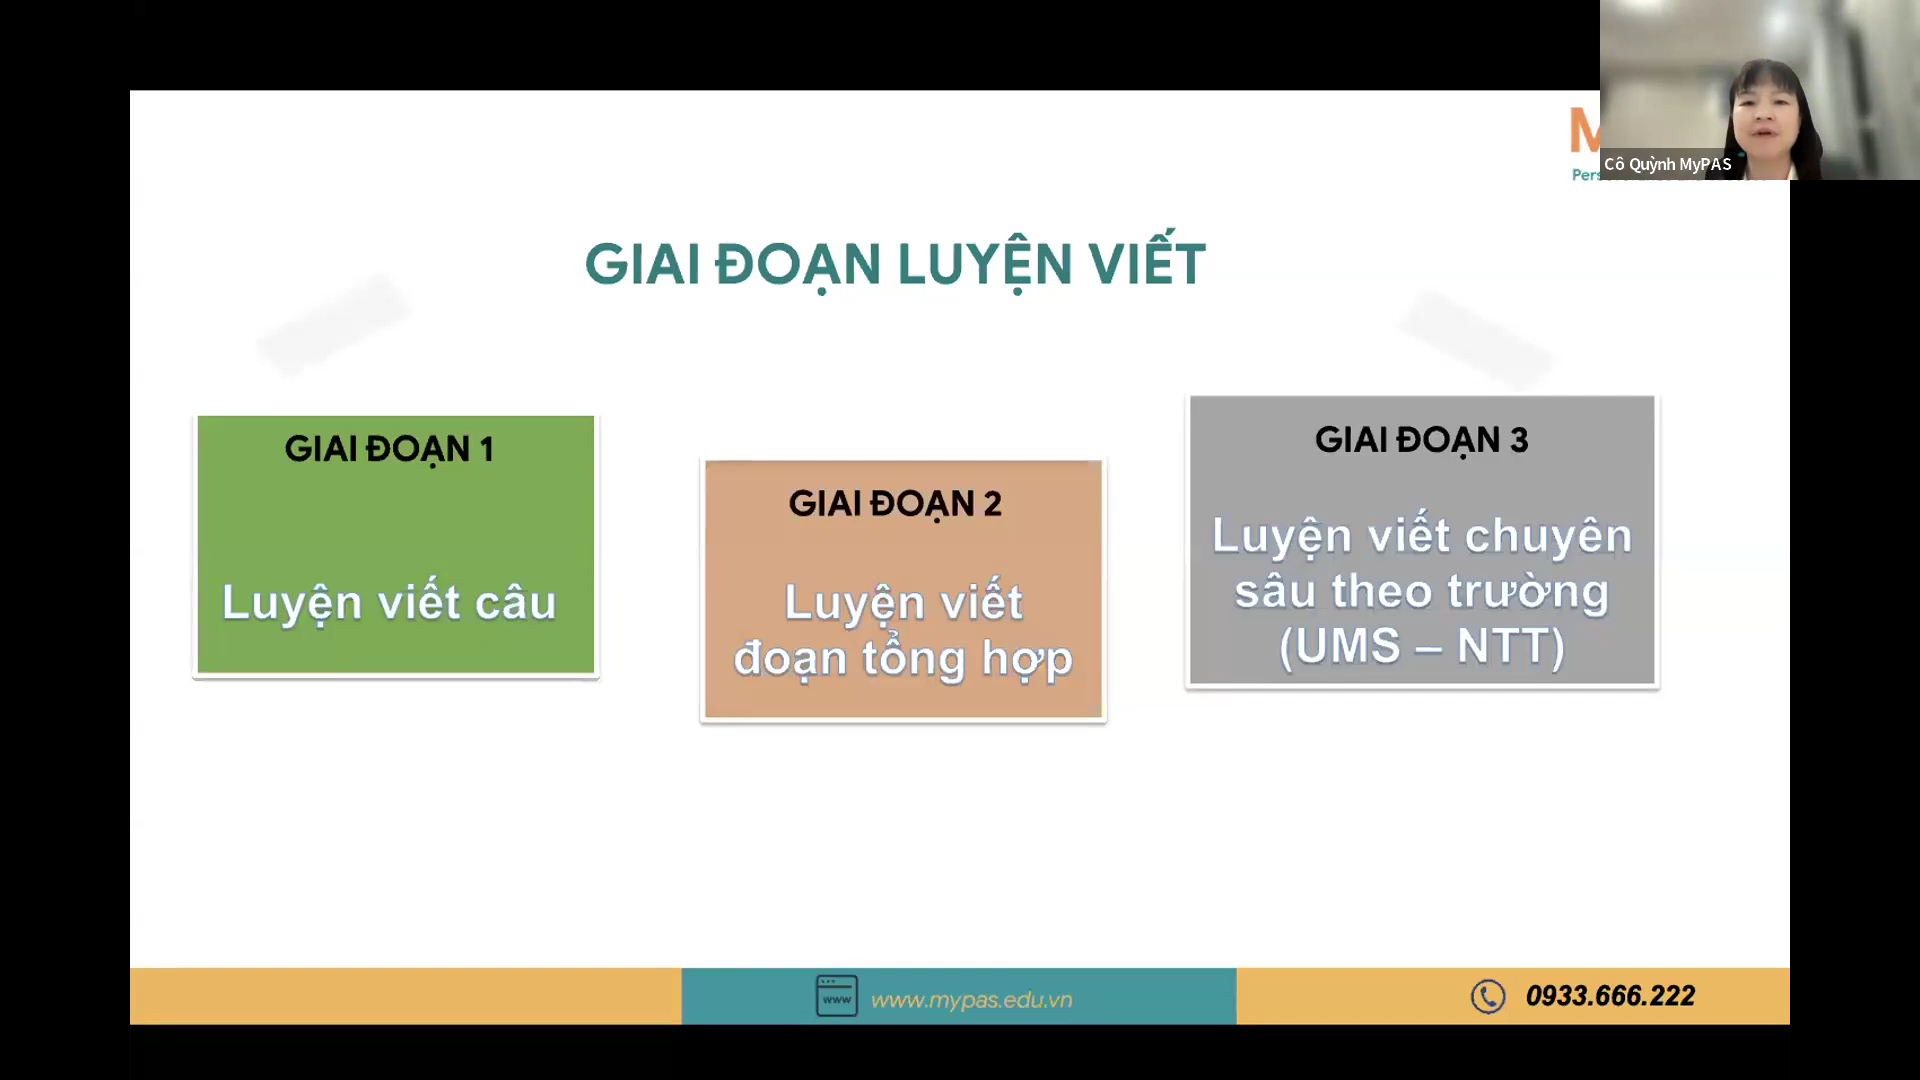 Cô Quỳnh MyPAS
GIAI ĐOẠN LUYỆN VIẾT
GIAI ĐOẠN 1
Luyện viết câu
GIAI ĐOẠN 2
Luyện viết
đoạn tổng hợp
GIAI ĐOẠN 3
Luyện viết chuyên
sâu theo trường
(UMS – NTT)
www
www.mypas.edu.vn
0933.666.222